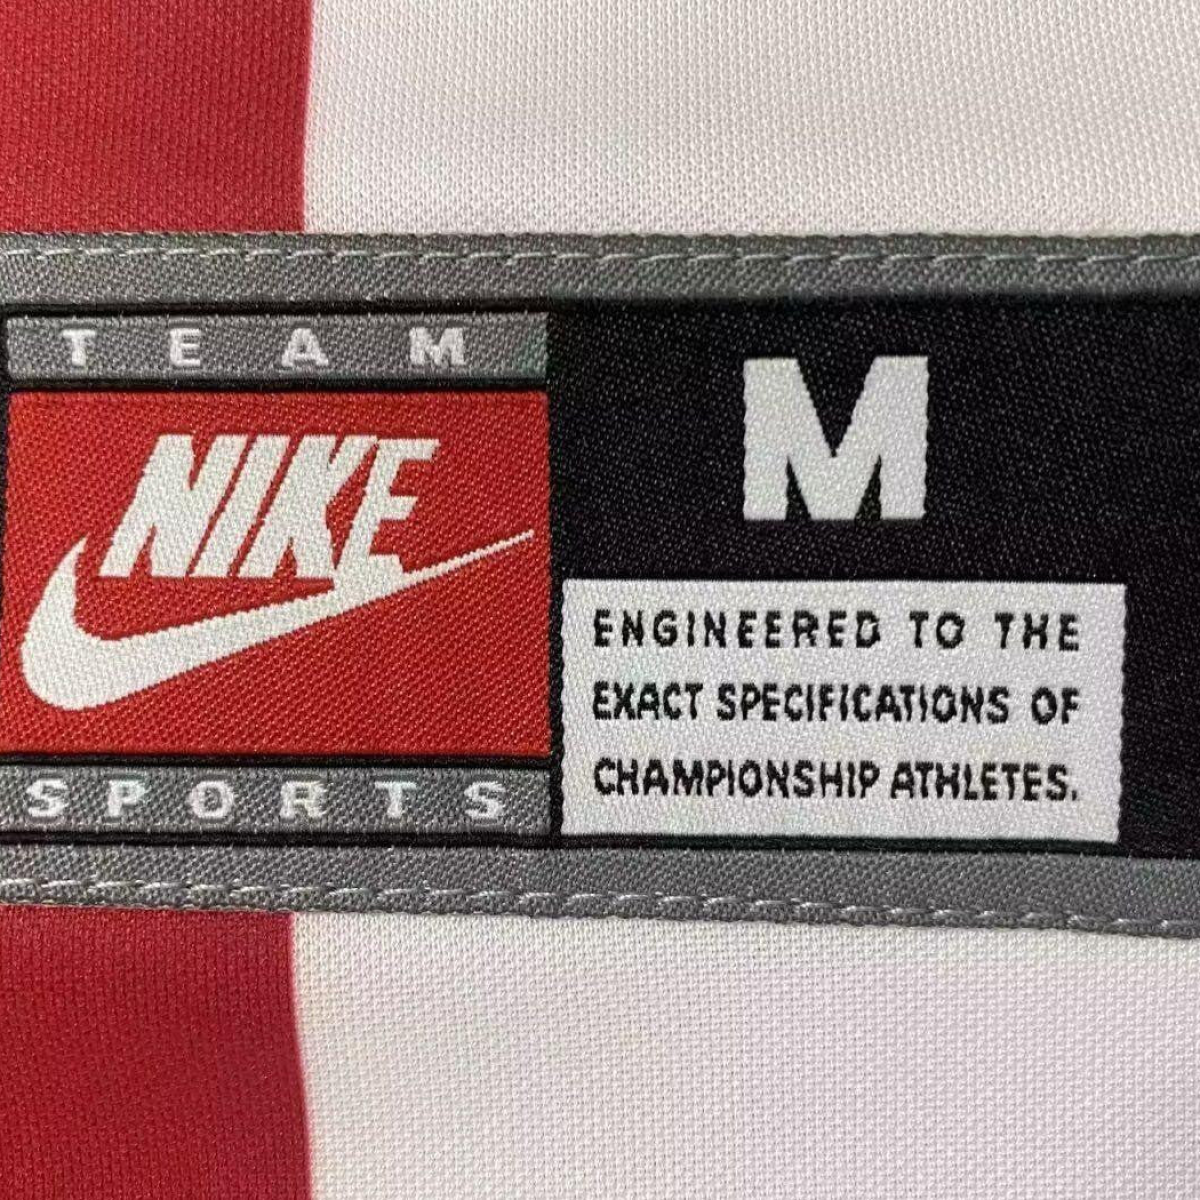 TEAM
NIKE
SPORTS
M
ENGINEERED TO THE
EXACT SPECIFICATIONS OF
CHAMPIONSHIP ATHLETES.